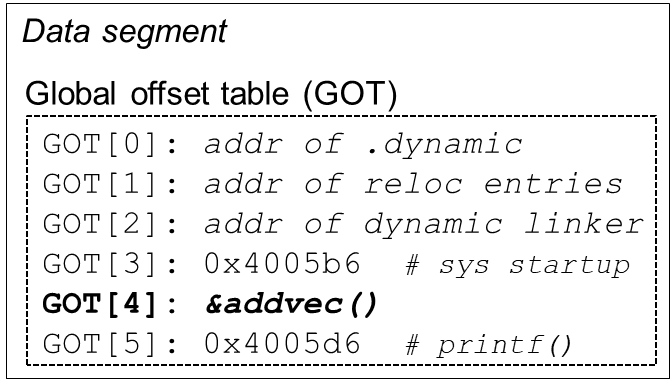 Data segment
Global offset table (GOT)
GOT[0]: addr of .dynamic
GOT[1]: addr of reloc entries
GOT[2]: addr of dynamic linker
GOT[3]: 0x4005b6 # sys startup
GOT[4]: &addvec()
GOT[5]: 0x4005d6 # printf()